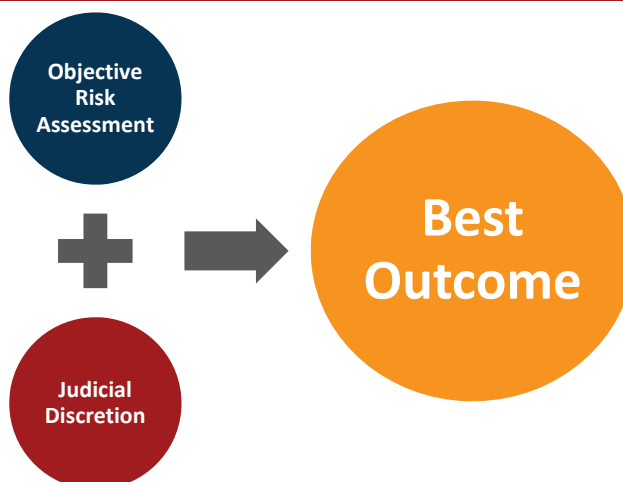 Objective
Risk
Assessment
Best
Outcome
Judicial
Discretion